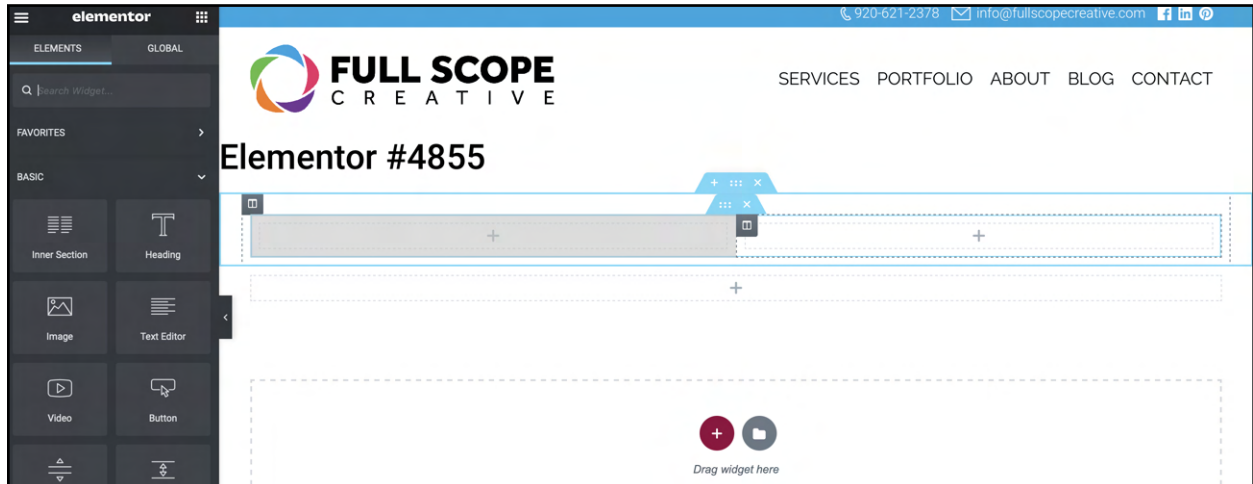 elementor
ELEMENTS GLOBAL
Search Widget...
FAVORITES
BASIC
Inner Section Heading
Image Text Editor
Video Button
920-621-2378 info@fullscopecreative.com
FULL SCOPE
CREATIVE
SERVICES PORTFOLIO ABOUT BLOG CONTACT
Elementor #4855
Drag widget here